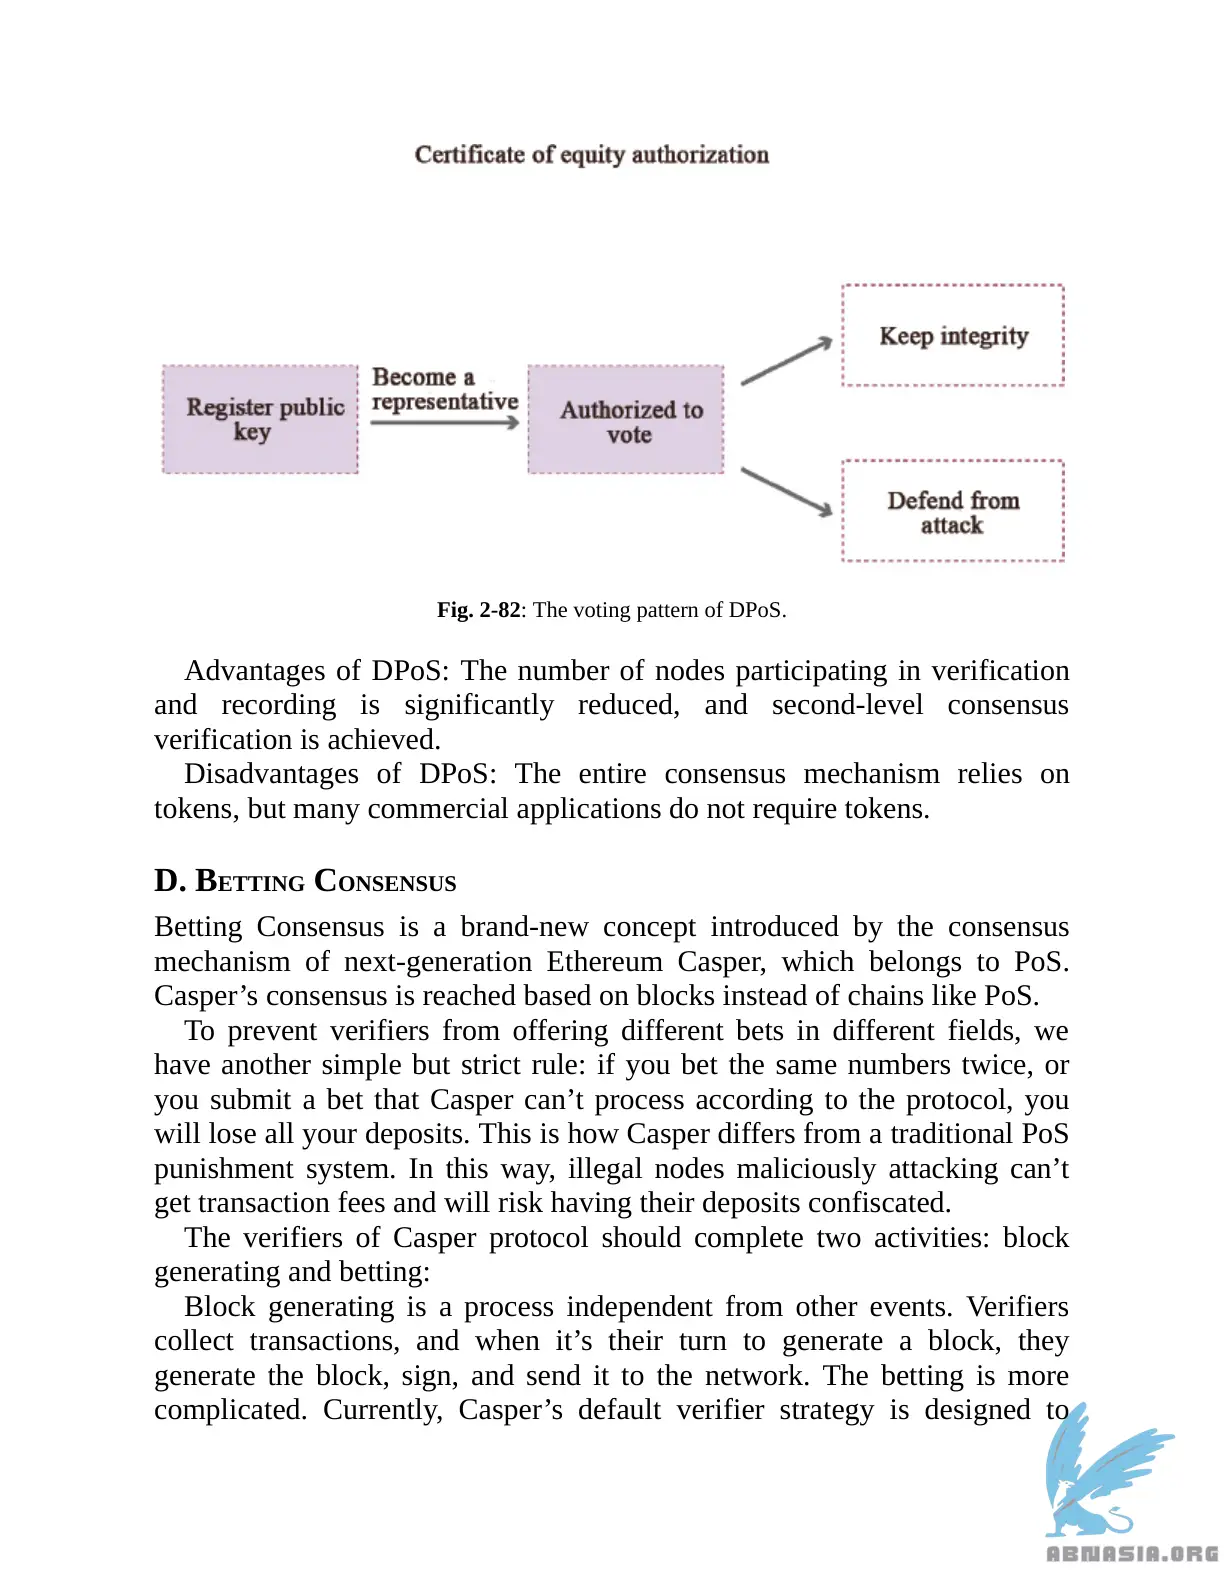 Certificate of equity authorization
Keep integrity
Become a
representative
Register public
key
Authorized to
vote
Defend from
attack
Fig. 2-82: The voting pattern of DPoS.
Advantages of DPoS: The number of nodes participating in verification
and recording is significantly reduced, and second-level consensus
verification is achieved.
Disadvantages of DPoS: The entire consensus mechanism relies on
tokens, but many commercial applications do not require tokens.
D. BETTING CONSENSUS
Betting Consensus is a brand-new concept introduced by the consensus
mechanism of next-generation Ethereum Casper, which belongs to PoS.
Casper’s consensus is reached based on blocks instead of chains like PoS.
To prevent verifiers from offering different bets in different fields, we
have another simple but strict rule: if you bet the same numbers twice, or
you submit a bet that Casper can’t process according to the protocol, you
will lose all your deposits. This is how Casper differs from a traditional PoS
punishment system. In this way, illegal nodes maliciously attacking can’t
get transaction fees and will risk having their deposits confiscated.
The verifiers of Casper protocol should complete two activities: block
generating and betting:
Block generating is a process independent from other events. Verifiers
collect transactions, and when it’s their turn to generate a block, they
generate the block, sign, and send it to the network. The betting is more
complicated. Currently, Casper’s default verifier strategy is designed to
ABNASIA.ORG